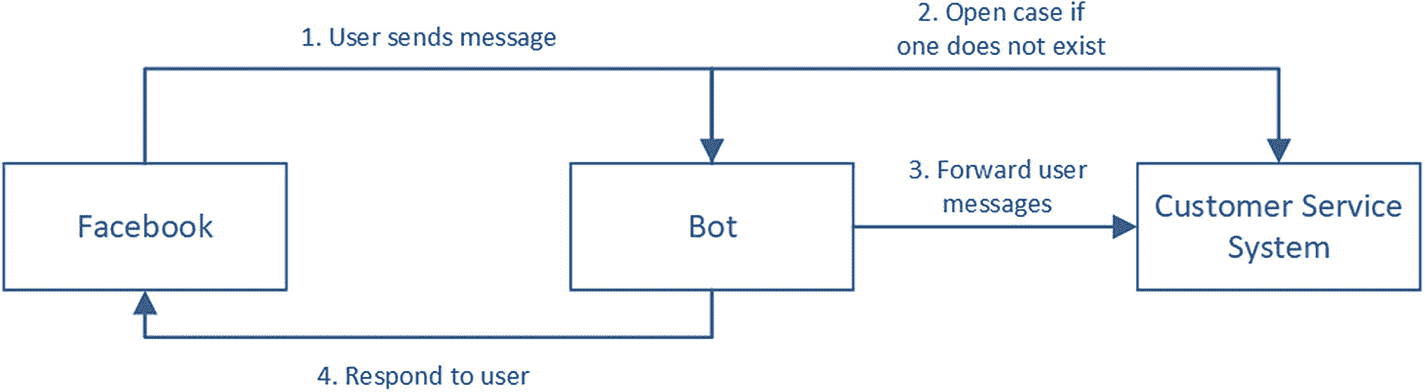 1. User sends message
2. Open case if
one does not exist
Facebook
Bot
3. Forward user
messages
Customer Service
System
4. Respond to user